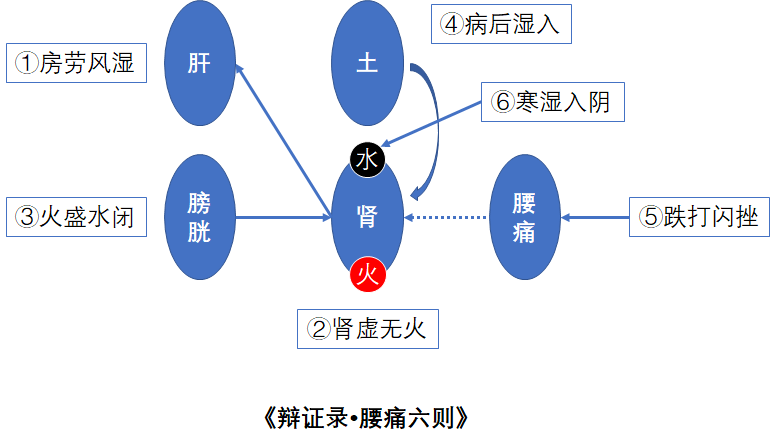 ④病后湿入
①房劳风湿
肝
土
⑥寒湿入阴
水
③火盛水闭
膀
胱
肾
腰
痛
⑤跌打闪挫
火
②肾虚无火
《辩证录•腰痛六则》